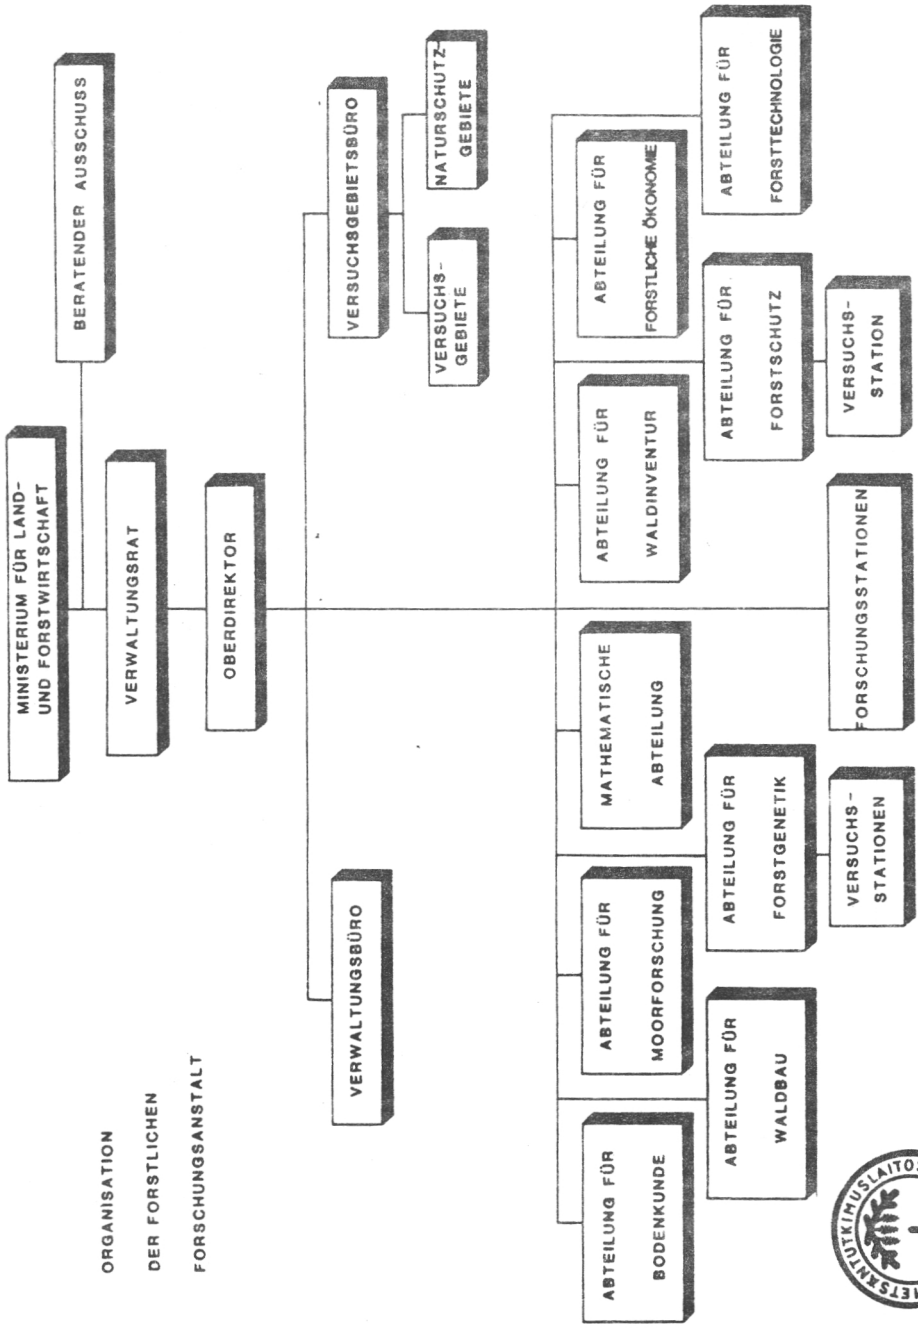 ORGANISATION
DER FORSTLICHEN
FORSCHUNGSANSTALT
MINISTERIUM FÜR LAND-
UND FORSTWIRTSCHAFT
BERATENDER AUSSCHUSS
VERWALTUNGSRAT
OBERDIREKTOR
VERWALTUNGSBÜRO
VERSUCHSGEBIETSBÜRO
VERSUCHS-
GEBIETE
NATURSCHUTZ-
GEBIETE
ABTEILUNG FÜR
BODENKUNDE
ABTEILUNG FÜR
MOORFORSCHUNG
MATHEMATISCHE
ABTEILUNG
ABTEILUNG FÜR
WALDINVENTUR
ABTEILUNG FÜR
FORSTLICHE ÖKONOMIE
ABTEILUNG FÜR
WALDBAU
ABTEILUNG FÜR
FORSTGENETIK
ABTEILUNG FÜR
FORSTSCHUTZ
ABTEILUNG FÜR
FORSTTECHNOLOGIE
VERSUCHS-
STATIONEN
FORSCHUNGSSTATIONEN
VERSUCHS-
STATION
METSÄNTUTKIMUSLAITOS